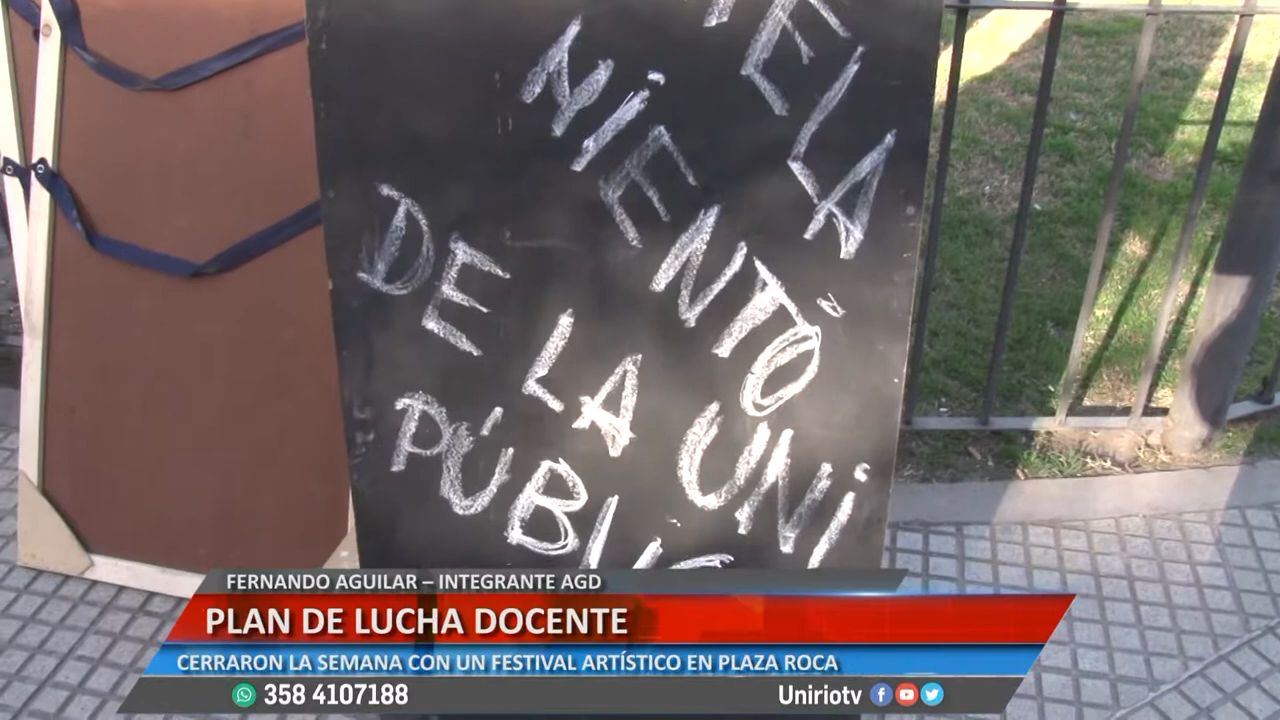 ELA
NIENTO
DE LA UNI
PÚBLI
FERNANDO AGUILAR – INTEGRANTE AGD
PLAN DE LUCHA DOCENTE
CERRARON LA SEMANA CON UN FESTIVAL ARTÍSTICO EN PLAZA ROCA
358 4107188
Uniriotv